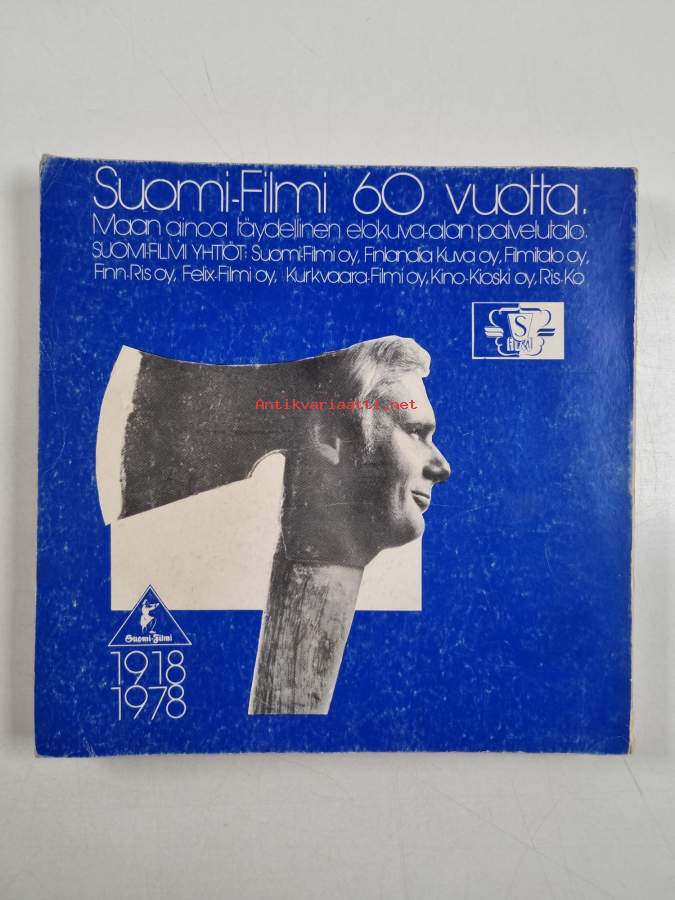 Suomi-Filmi 60 vuotta.
Maan ainoa täydellinen elokuva-alan palvelutalo.
SUOMI-FILMI YHTIÖT: Suomi-Filmi oy, Finlandia Kuva oy, Filmitalo oy,
Finn-Ris oy, Felix-Filmi oy, Kurkvaara-Filmi oy, Kino-Kioski oy, Ris-Ko
S
FILMI
Antikvariaatti.net
Suomi-Filmi
1918
1978